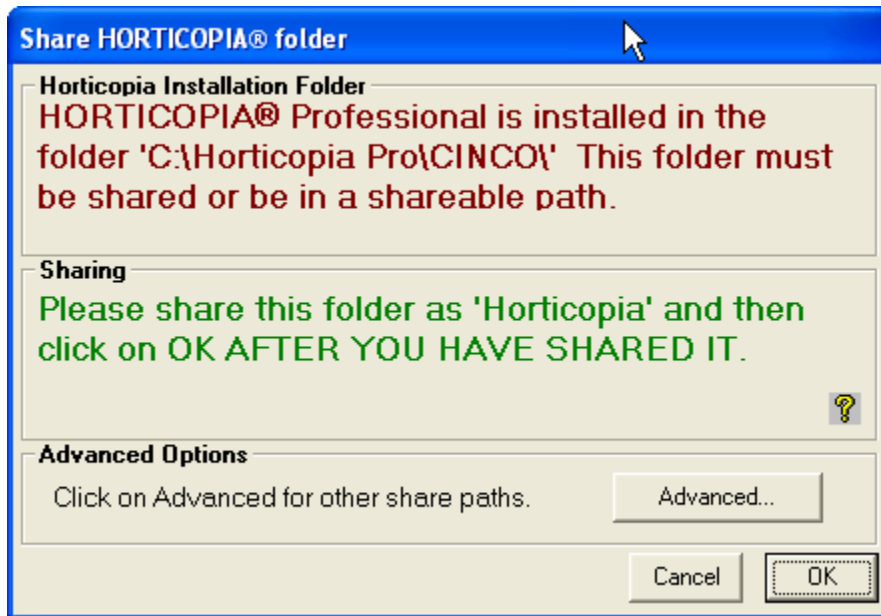 Share HORTICOPIA® folder
Horticopia Installation Folder
HORTICOPIA® Professional is installed in the
folder 'C:\Horticopia Pro\CINCO\' This folder must
be shared or be in a shareable path.
Sharing
Please share this folder as 'Horticopia' and then
click on OK AFTER YOU HAVE SHARED IT.
?
Advanced Options
Click on Advanced for other share paths.
Advanced...
Cancel
OK